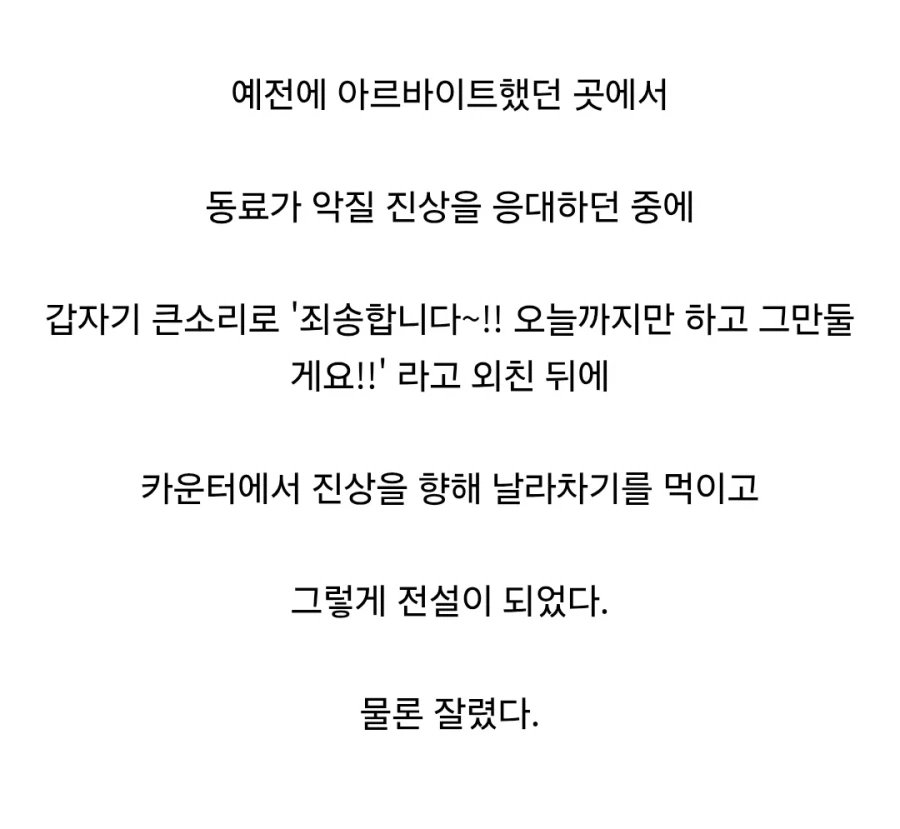 예전에 아르바이트했던 곳에서
동료가 악질 진상을 응대하던 중에
갑자기 큰소리로 '죄송합니다~!! 오늘까지만 하고 그만둘
게요!!' 라고 외친 뒤에
카운터에서 진상을 향해 날라차기를 먹이고
그렇게 전설이 되었다.
물론 잘렸다.